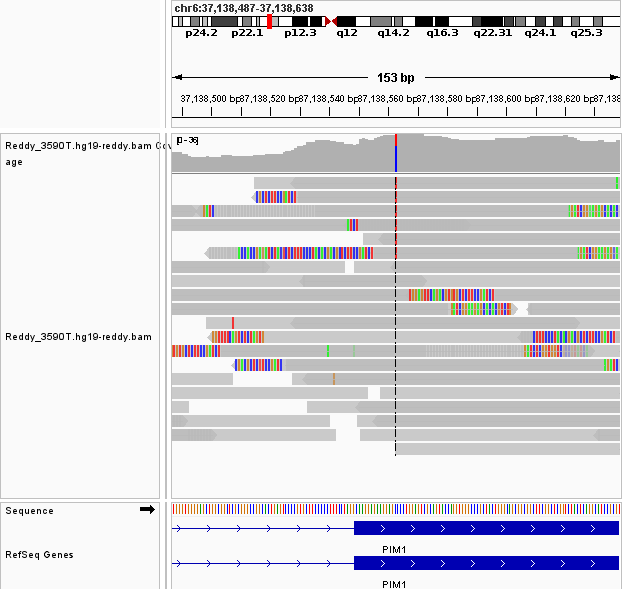 chr6:37,138,487-37,138,638
p24.2 p22.1 p12.3 q12 q14.2 q16.3 q22.31 q24.1 q25.3
153 bp
37,138,500 bp 37,138,520 bp 37,138,540 bp 37,138,560 bp 37,138,580 bp 37,138,600 bp 37,138,620 bp 37,138
Reddy_3590T.hg19-reddy.bam Cov
age
[0-36]
Reddy_3590T.hg19-reddy.bam
Sequence
PIM1
RefSeq Genes
PIM1